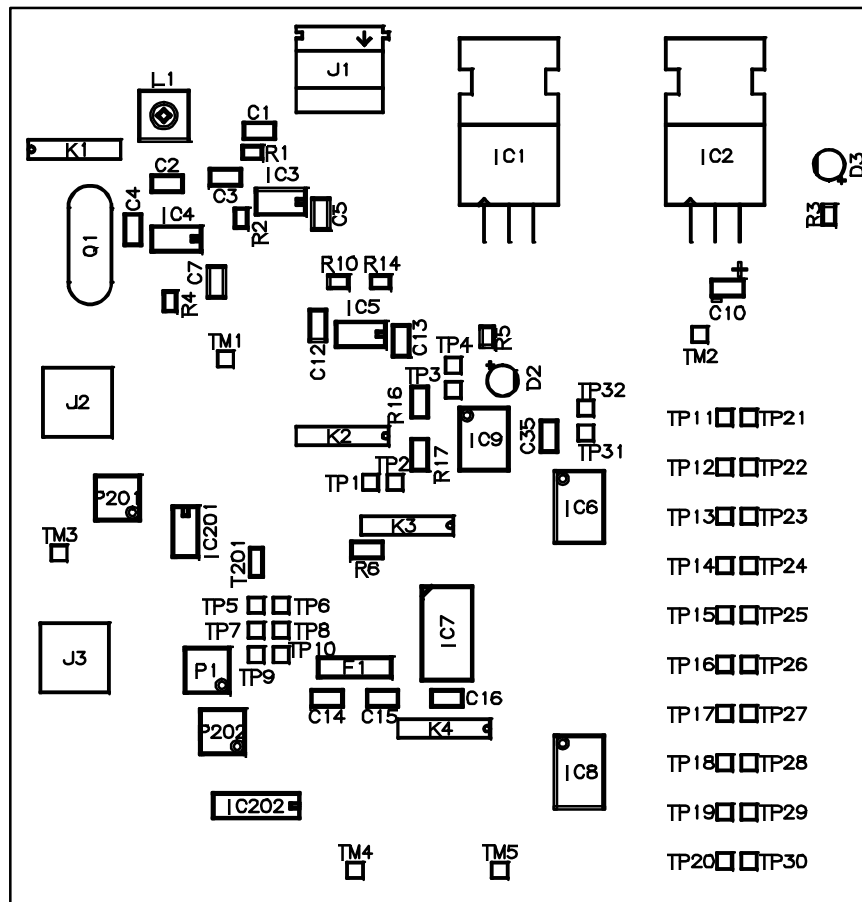 J1
L1
C1
K1
R1
IC1
IC2
D3
C2
C3
IC3
C4
IC4
R2
C5
R3
Q1
C7
R10
R14
R4
IC5
C10
C12
C13
R5
TM1
TP4
TM2
TP3
D2
J2
R16
TP32
TP11
TP21
K2
IC9
C35
TP31
R17
TP2
TP12
TP22
TP1
P201
IC6
IC201
K3
TP13
TP23
TM3
T201
R6
TP14
TP24
TP5
TP6
TP15
TP25
TP7
TP8
IC7
J3
TP10
P1
TP9
F1
TP16
TP26
C14
C15
C16
TP17
TP27
P202
K4
TP18
TP28
IC8
IC202
TP19
TP29
TM4
TM5
TP20
TP30